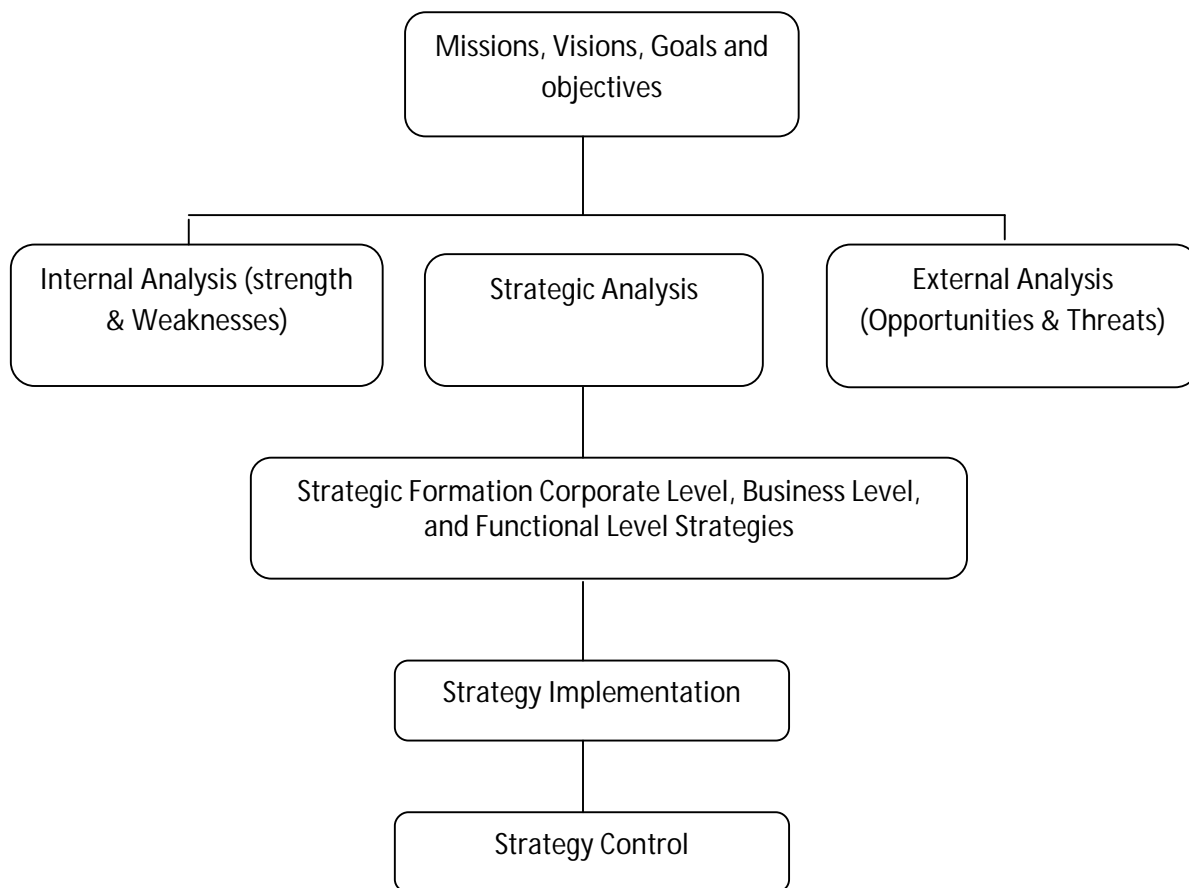 Missions, Visions, Goals and
objectives
Internal Analysis (strength
& Weaknesses)
Strategic Analysis
External Analysis
(Opportunities & Threats)
Strategic Formation Corporate Level, Business Level,
and Functional Level Strategies
Strategy Implementation
Strategy Control